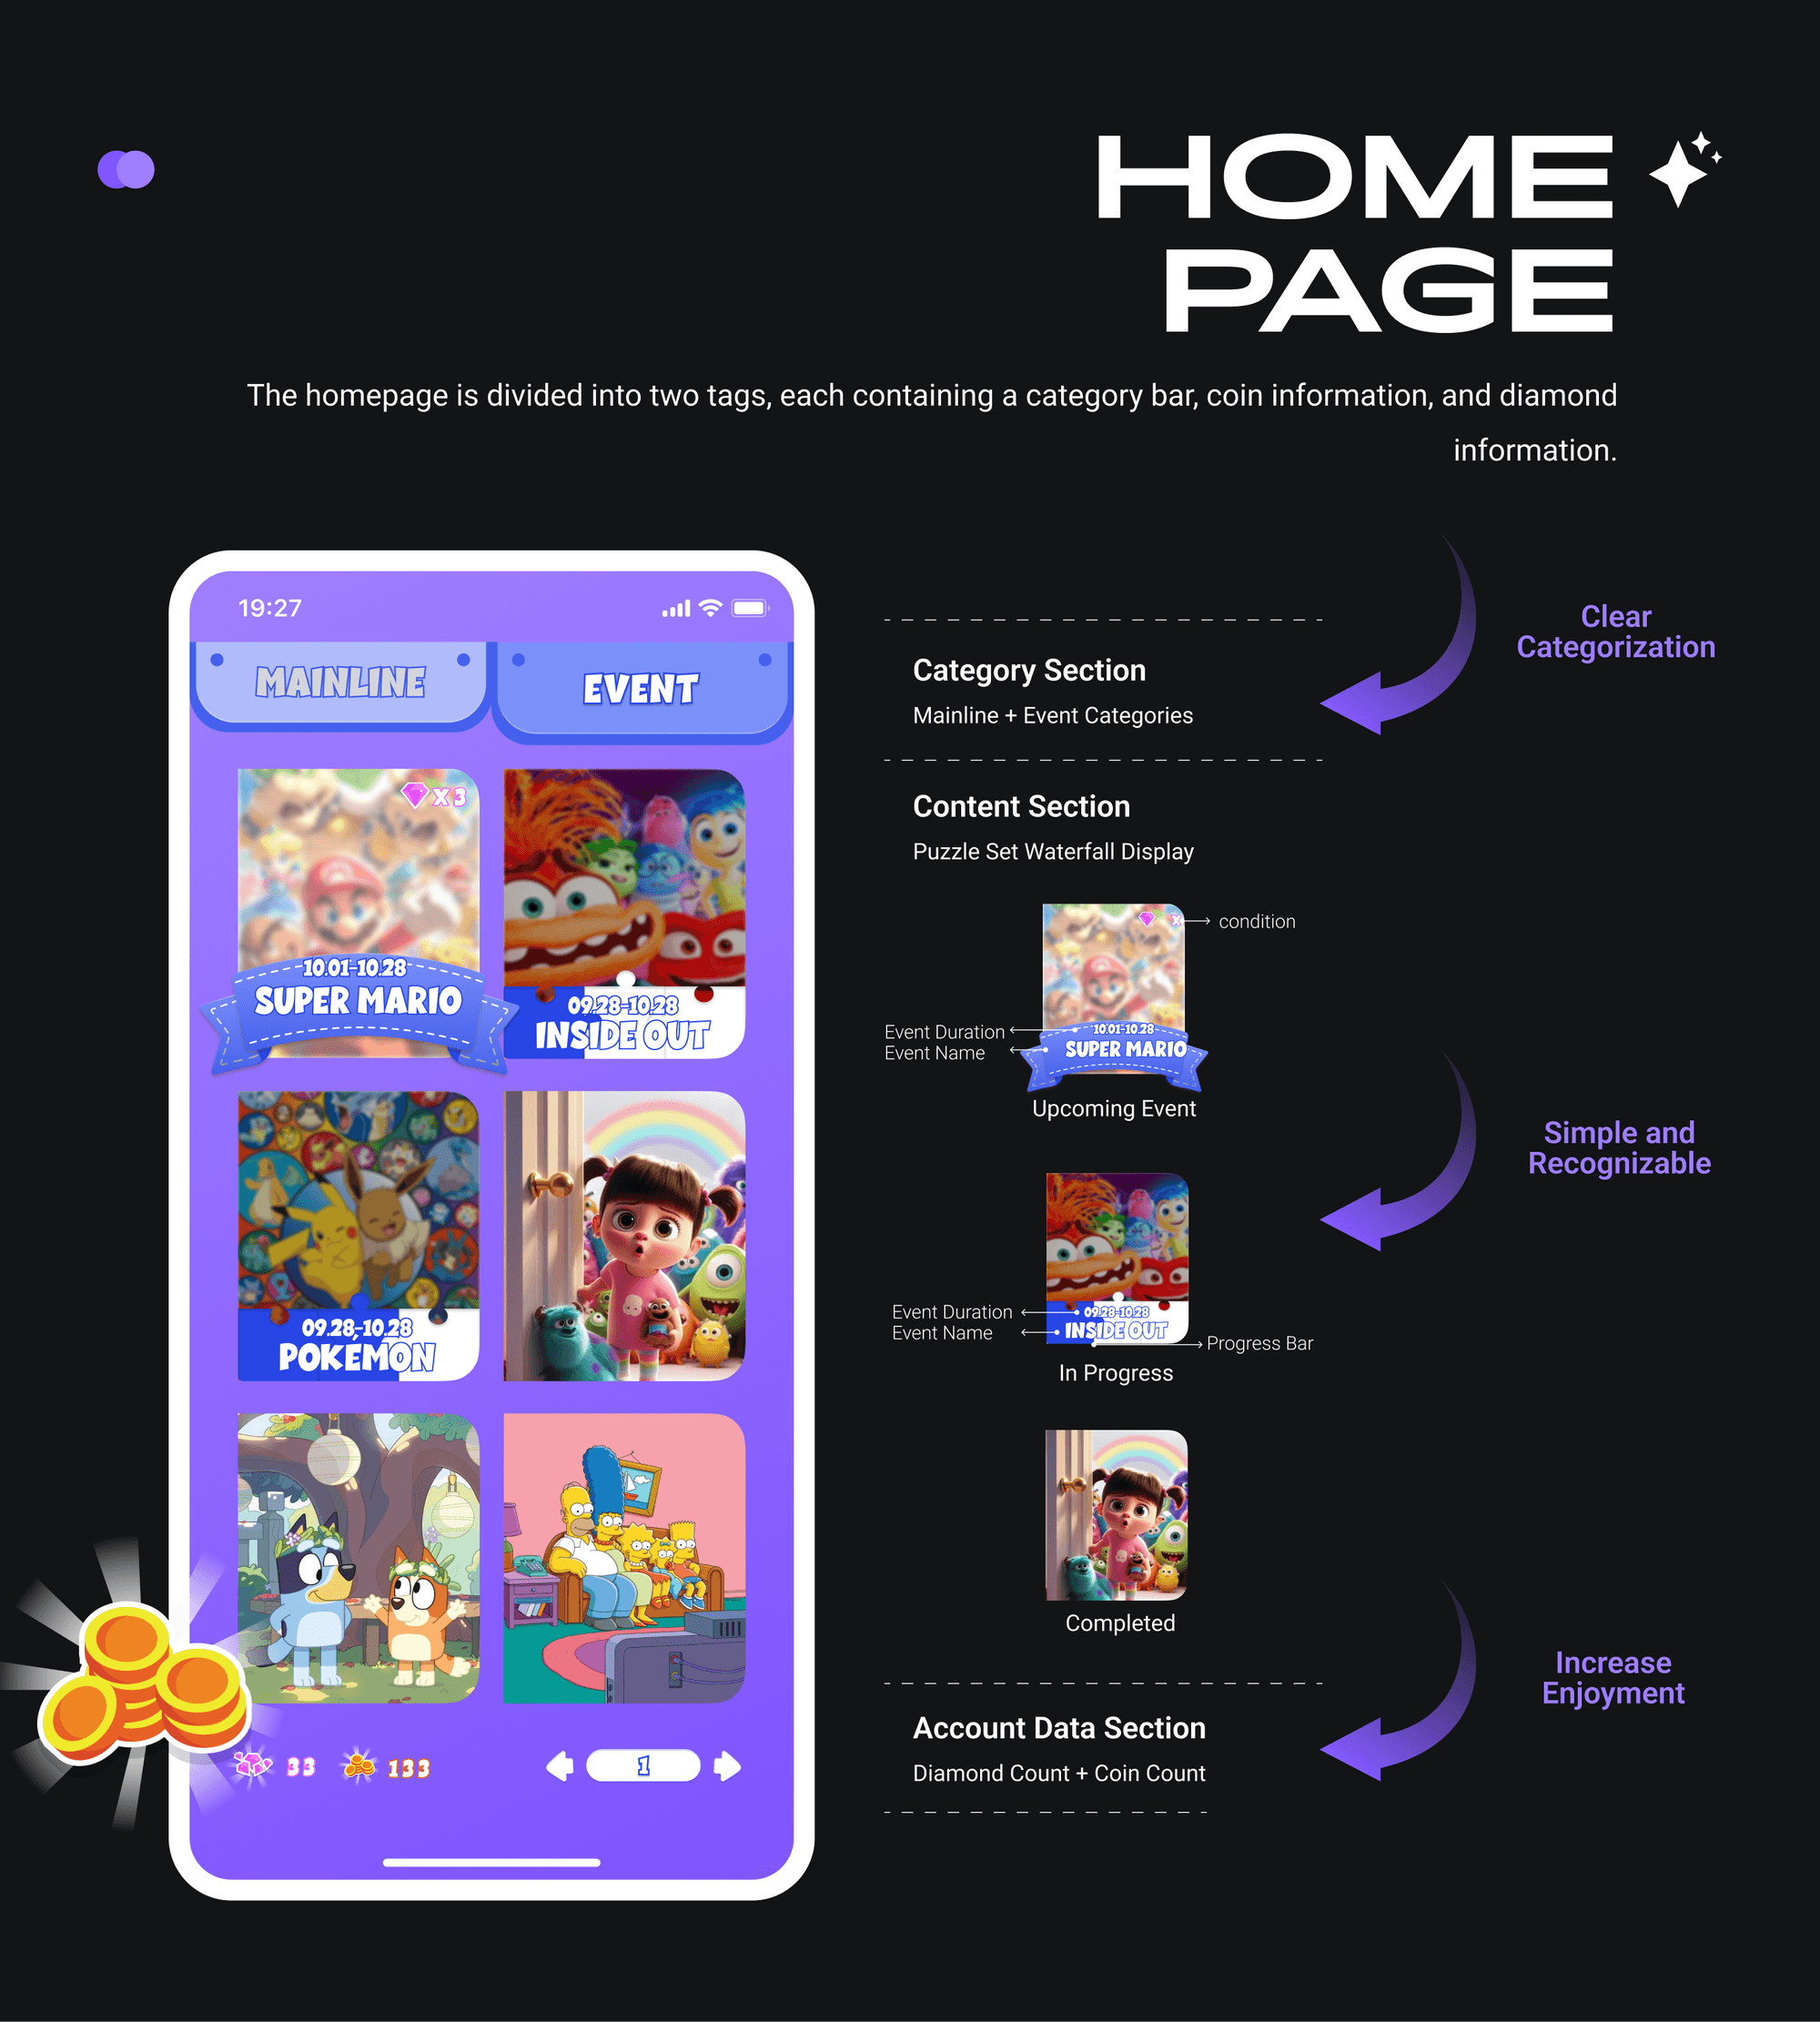 HOME
PAGE
The homepage is divided into two tags, each containing a category bar, coin information, and diamond
information.
19:27
MAINLINE
EVENT
X 3
10.01-10.28
SUPER MARIO
09.28-10.28
INSIDE OUT
09.28-10.28
POKÉMON
33
133
1
Clear
Categorization
Category Section
Mainline + Event Categories
Content Section
Puzzle Set Waterfall Display
X
condition
Event Duration
Event Name
10.01-10.28
SUPER MARIO
Upcoming Event
Simple and
Recognizable
Event Duration
Event Name
09.28-10.28
INSIDE OUT
Progress Bar
In Progress
Completed
Increase
Enjoyment
Account Data Section
Diamond Count + Coin Count